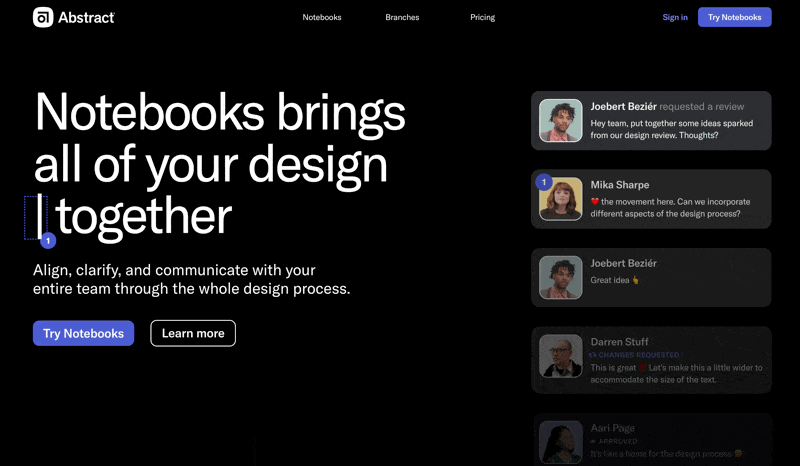 Abstract
Notebooks
Branches
Pricing
Sign in
Try Notebooks
Notebooks brings
all of your design
| together
1
Align, clarify, and communicate with your
entire team through the whole design process.
Try Notebooks
Learn more
Joebert Beziér requested a review
Hey team, put together some ideas sparked
from our design review. Thoughts?
1
Mika Sharpe
❤️ the movement here. Can we incorporate
different aspects of the design process?
Joebert Beziér
Great idea 👆
Darren Stuff
CHANGES REQUESTED
This is great Let's make this a little wider to
accommodate the size of the text.
Aari Page
APPROVED
It's like a home for the design process